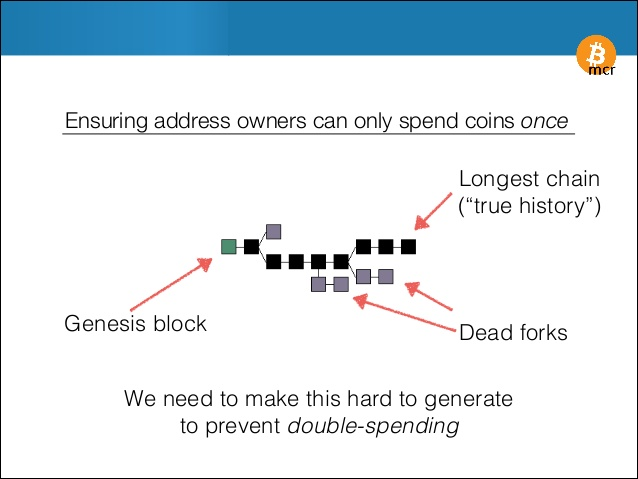 mcr
Ensuring address owners can only spend coins once
Longest chain
(“true history”)
Genesis block
Dead forks
We need to make this hard to generate
to prevent double-spending